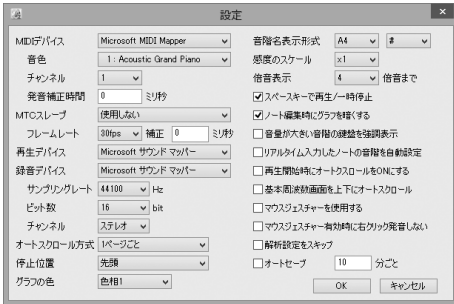 設定
MIDIデバイス Microsoft MIDI Mapper
音色 1 : Acoustic Grand Piano
チャンネル 1
発音補正時間 0 ミリ秒
MTCスレーブ 使用しない
フレームレート 30fps 補正 0 ミリ秒
再生デバイス Microsoft サウンド マッパー
録音デバイス Microsoft サウンド マッパー
サンプリングレート 44100 Hz
ビット数 16 bit
チャンネル ステレオ
オートスクロール方式 1ページごと
停止位置 先頭
グラフの色 色相1
音階名表示形式 A4 #
感度のスケール ×1
倍音表示 4 倍音まで
スペースキーで再生/一時停止
ノート編集時にグラフを暗くする
音量が大きい音階の鍵盤を強調表示
リアルタイム入力したノートの音階を自動設定
再生開始時にオートスクロールをONにする
基本周波数画面を上下にオートスクロール
マウスジェスチャーを使用する
マウスジェスチャー有効時に右クリック発音しない
解析設定をスキップ
オートセーブ 10 分ごと
OK キャンセル